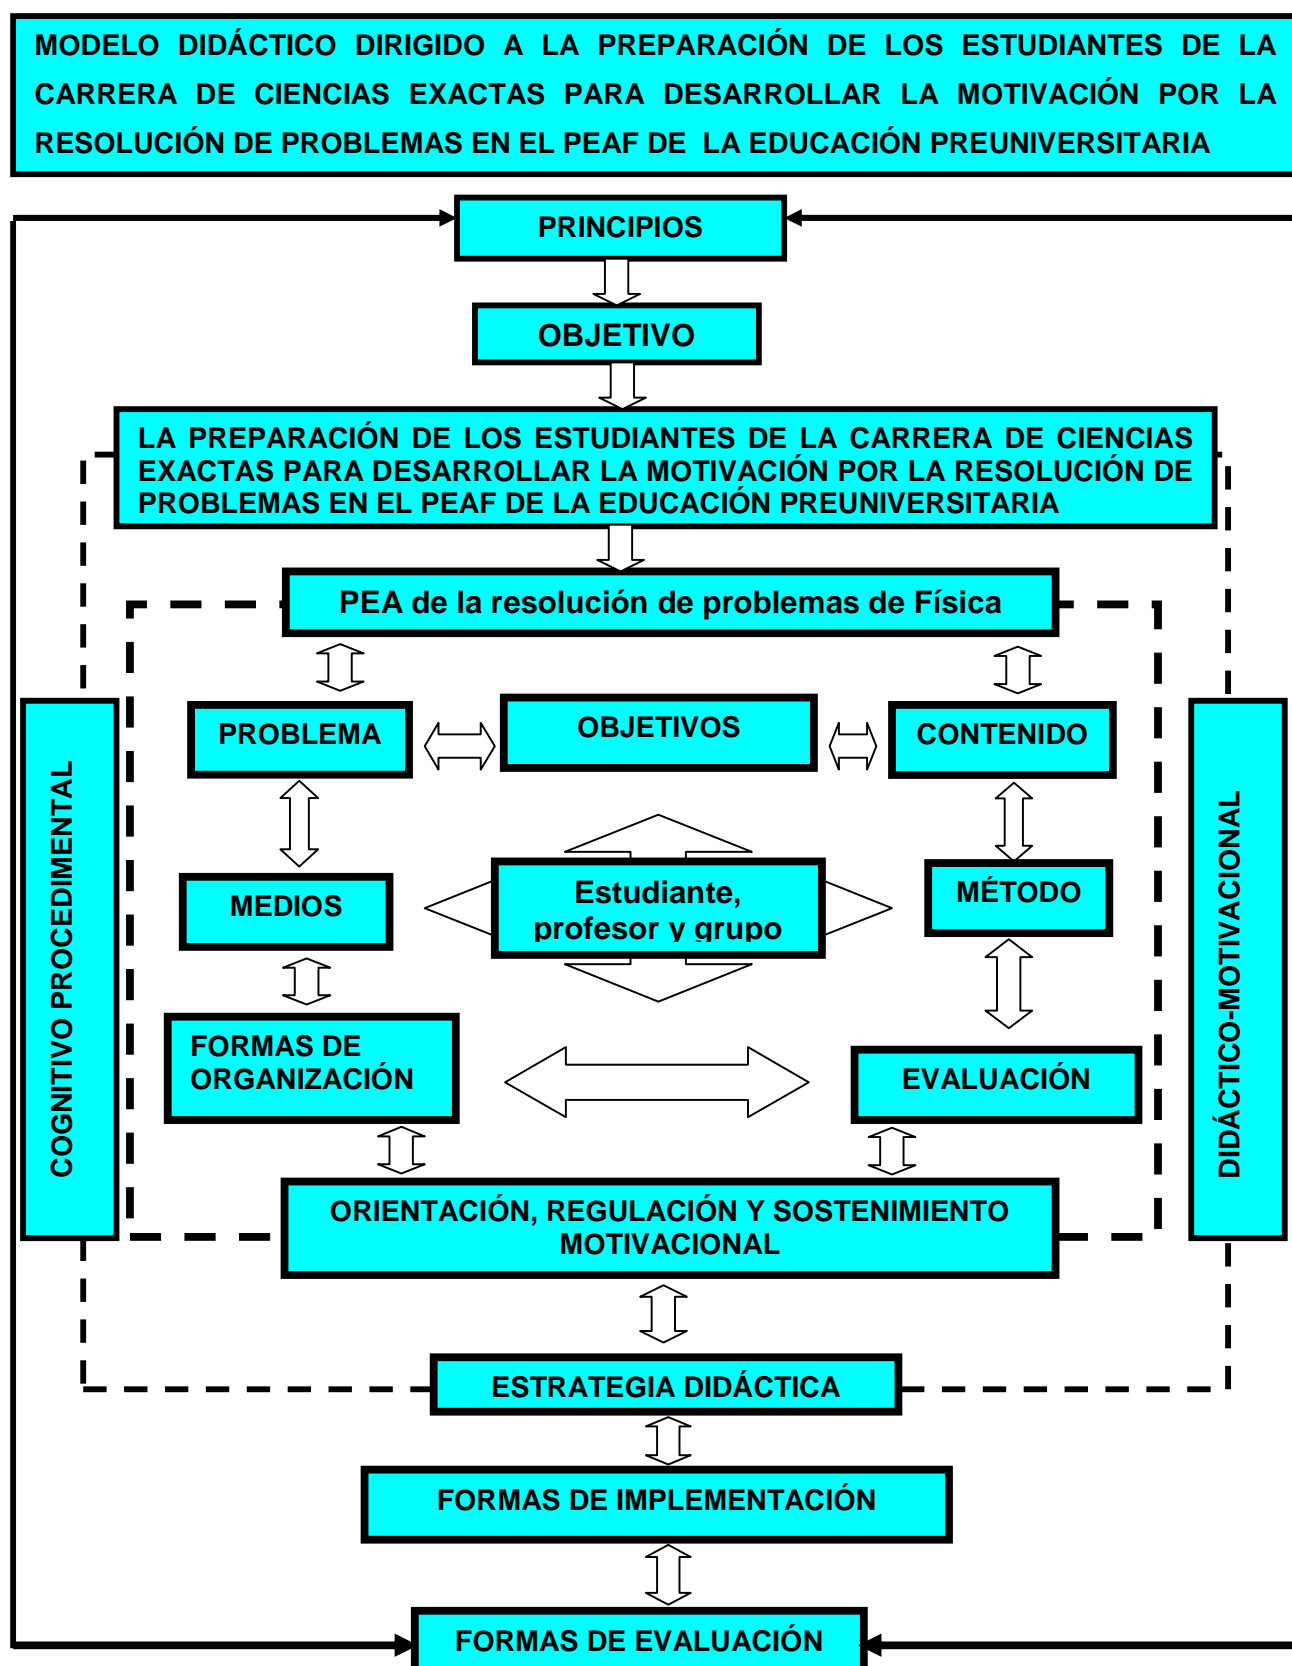 MODELO DIDÁCTICO DIRIGIDO A LA PREPARACIÓN DE LOS ESTUDIANTES DE LA
CARRERA DE CIENCIAS EXACTAS PARA DESARROLLAR LA MOTIVACIÓN POR LA
RESOLUCIÓN DE PROBLEMAS EN EL PEAF DE LA EDUCACIÓN PREUNIVERSITARIA
PRINCIPIOS
OBJETIVO
LA PREPARACIÓN DE LOS ESTUDIANTES DE LA CARRERA DE CIENCIAS
EXACTAS PARA DESARROLLAR LA MOTIVACIÓN POR LA RESOLUCIÓN DE
PROBLEMAS EN EL PEAF DE LA EDUCACIÓN PREUNIVERSITARIA
PEA de la resolución de problemas de Física
PROBLEMA
OBJETIVOS
CONTENIDO
COGNITIVO PROCEDIMENTAL
DIDÁCTICO-MOTIVACIONAL
MEDIOS
Estudiante,
profesor y grupo
MÉTODO
FORMAS DE
ORGANIZACIÓN
EVALUACIÓN
ORIENTACIÓN, REGULACIÓN Y SOSTENIMIENTO
MOTIVACIONAL
ESTRATEGIA DIDÁCTICA
FORMAS DE IMPLEMENTACIÓN
FORMAS DE EVALUACIÓN